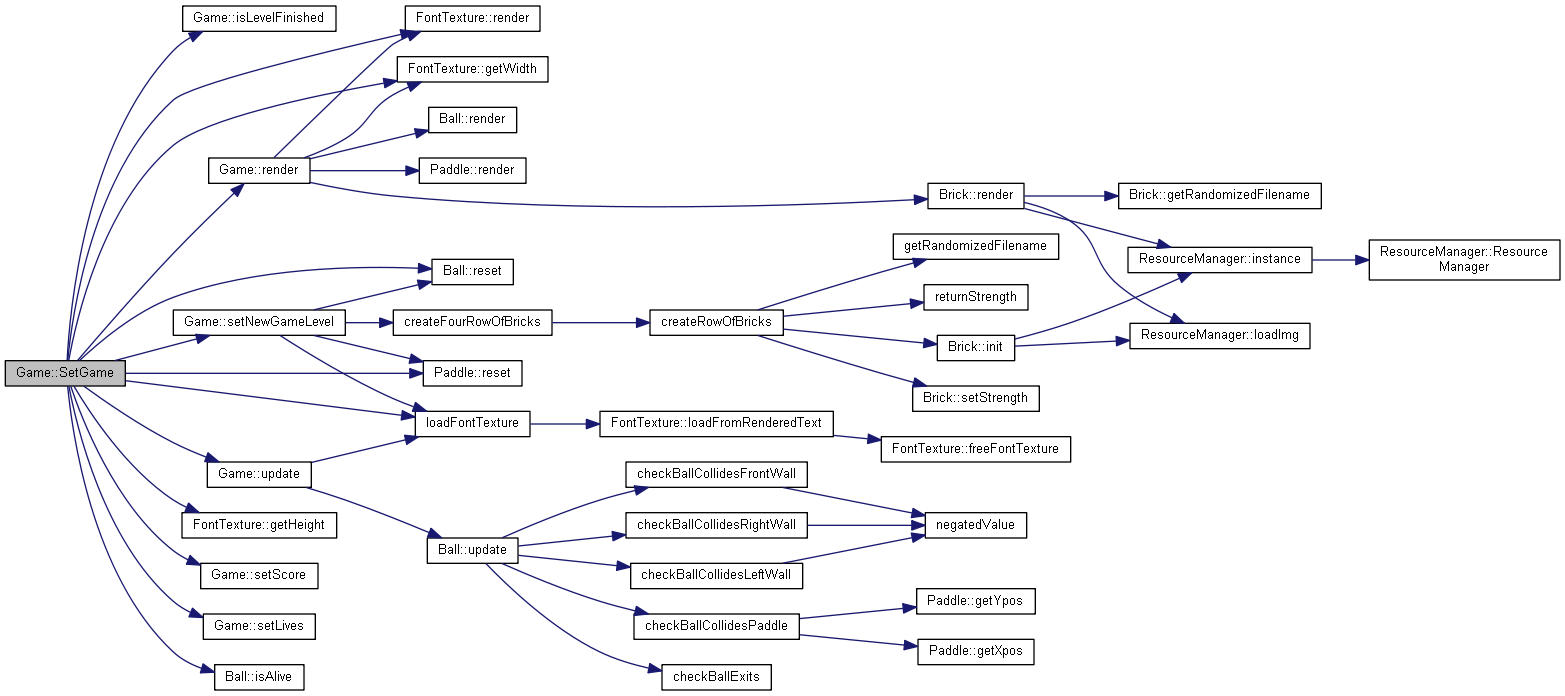 Game::isLevelFinished
FontTexture::render
FontTexture::getWidth
Ball::render
Game::render
Paddle::render
Brick::render
Brick::getRandomizedFilename
getRandomizedFilename
ResourceManager::instance
ResourceManager::Resource
Manager
Ball::reset
returnStrength
Game::setNewGameLevel
createFourRowOfBricks
createRowOfBricks
ResourceManager::loadImg
Brick::init
Game::SetGame
Paddle::reset
Brick::setStrength
loadFontTexture
FontTexture::loadFromRenderedText
FontTexture::freeFontTexture
Game::update
checkBallCollidesFrontWall
FontTexture::getHeight
checkBallCollidesRightWall
negatedValue
Ball::update
Game::setScore
checkBallCollidesLeftWall
Paddle::getYpos
Game::setLives
checkBallCollidesPaddle
Paddle::getXpos
Ball::isAlive
checkBallExits